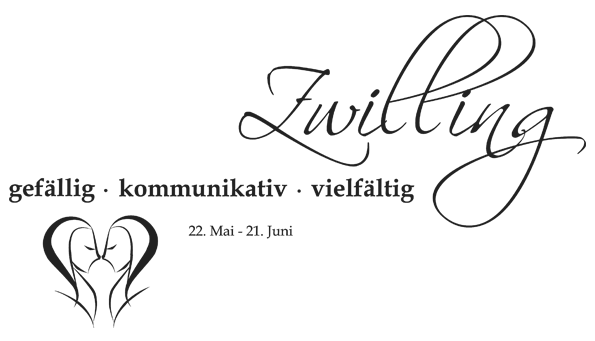 Zwilling
gefällig · kommunikativ · vielfältig
22. Mai - 21. Juni